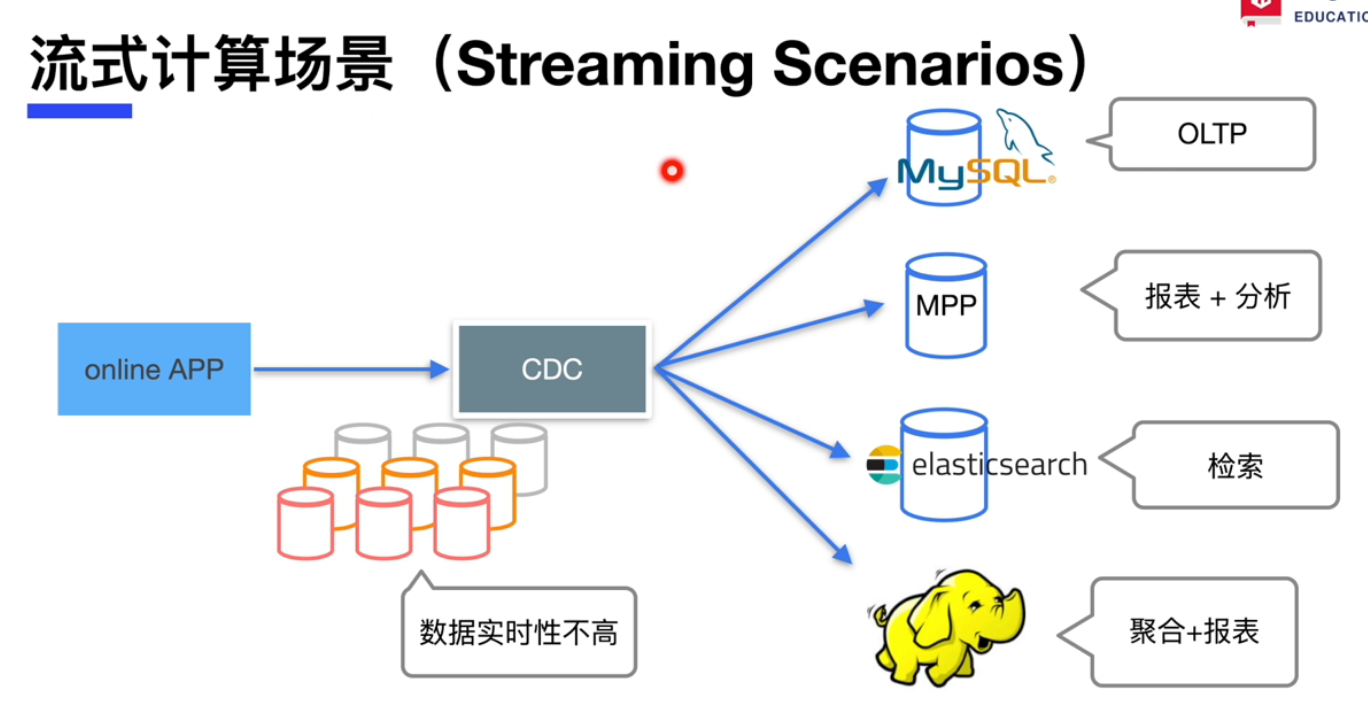 EDUCATIO
流式计算场景（Streaming Scenarios）
MySQL®
OLTP
MPP
报表 + 分析
online APP
CDC
elasticsearch
检索
数据实时性不高
聚合+报表